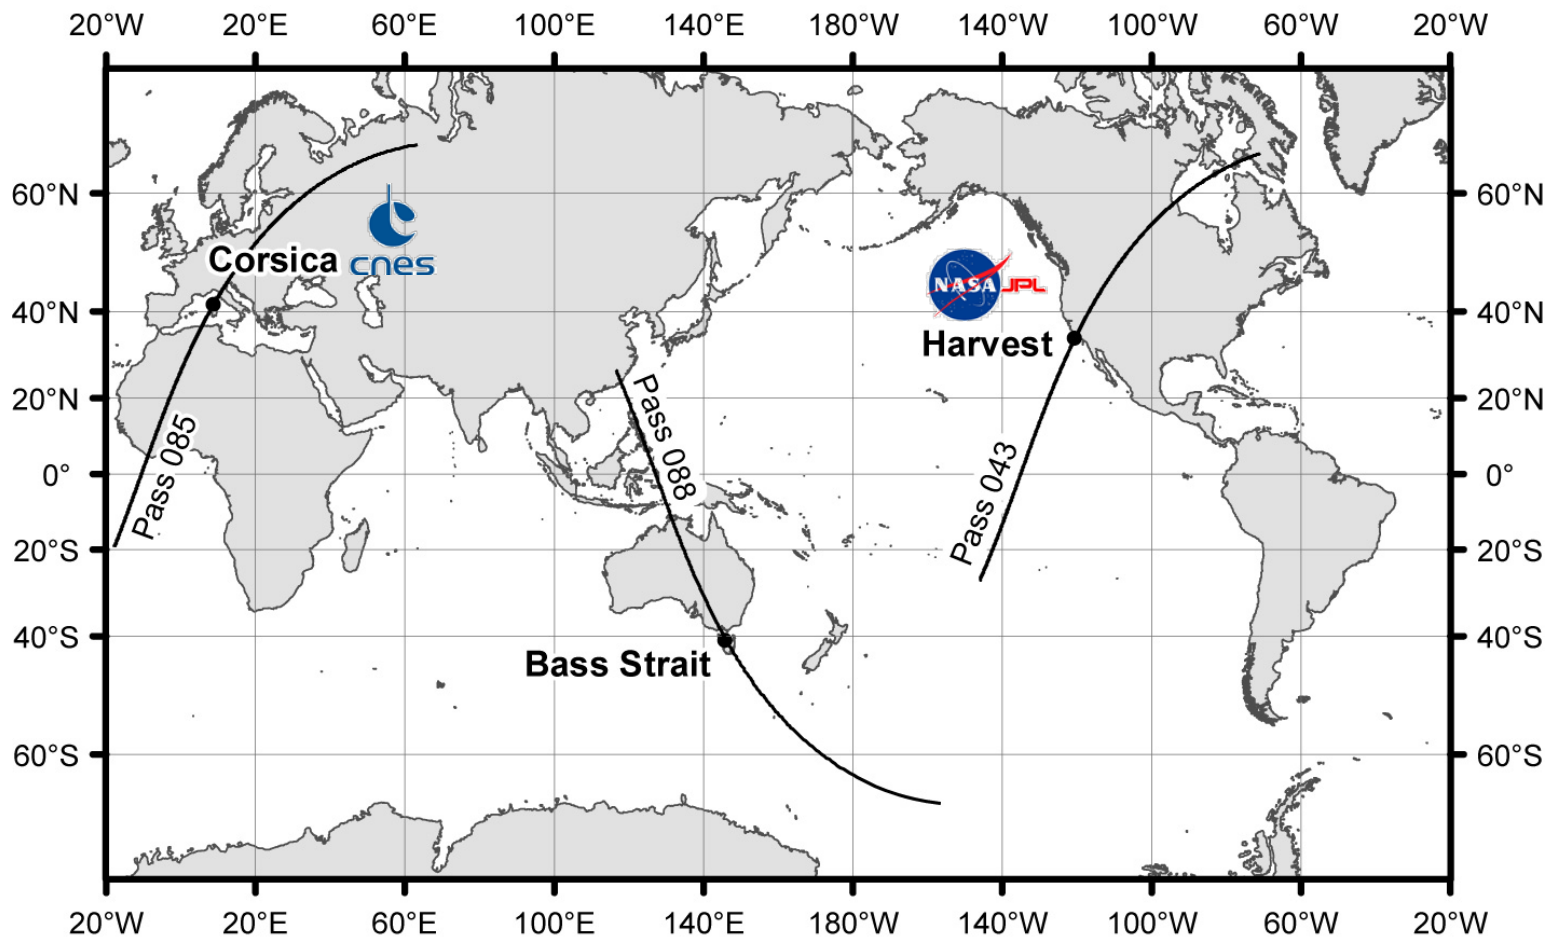 20°W 20°E 60°E 100°E 140°E 180°W 140°W 100°W 60°W 20°W
60°N 60°N
Corsica
cnes
NASA JPL
40°N 40°N
Harvest
20°N 20°N
Pass 085
Pass 088
Pass 043
0° 0°
20°S 20°S
40°S 40°S
Bass Strait
60°S 60°S
20°W 20°E 60°E 100°E 140°E 180°W 140°W 100°W 60°W 20°W